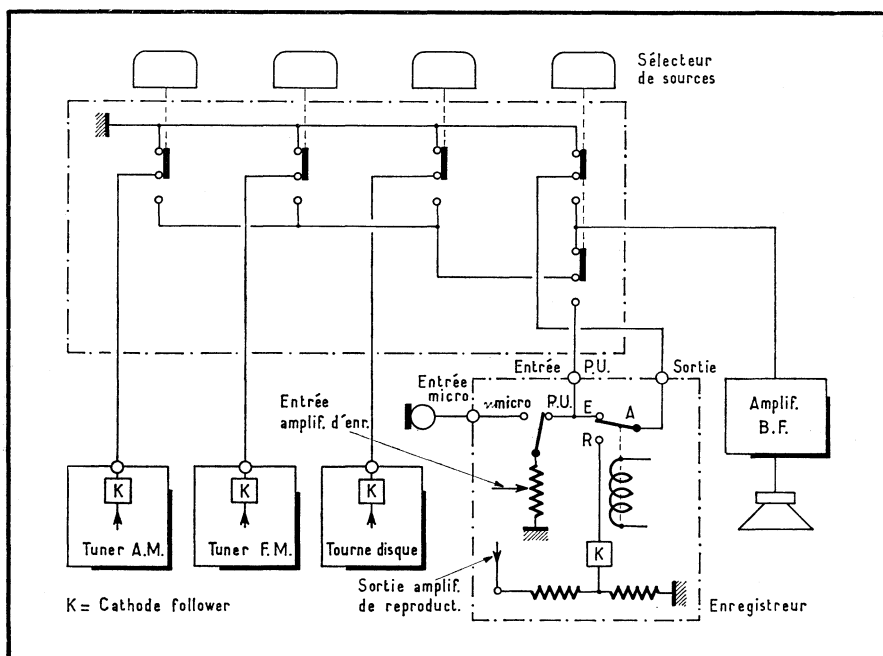 Sélecteur
de sources
Entrée P.U. Sortie
Entrée
micro
micro
P.U.
E
A
R
Entrée
amplif. d'enr.
Amplif.
B.F.
K
K
K
K
Tuner A.M.
Tuner F.M.
Tourne disque
Sortie amplif.
de reproduct.
K = Cathode follower
Enregistreur